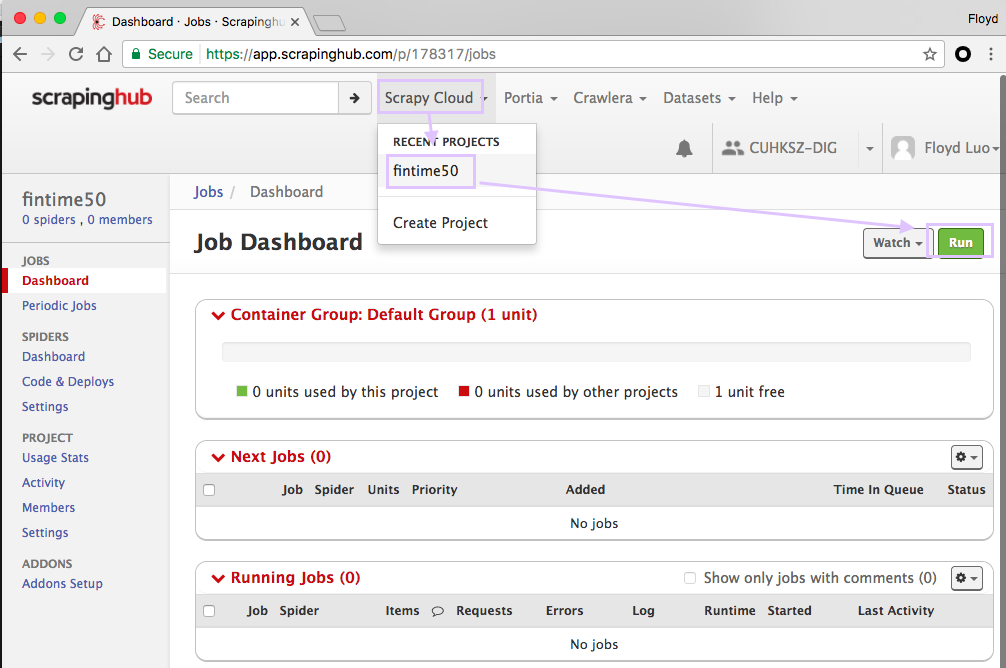 Dashboard · Jobs · Scrapinghu
Floyd
Secure https://app.scrapinghub.com/p/178317/jobs
scrapinghub Search Scrapy Cloud Portia Crawlera Datasets Help
CUHKSZ-DIG Floyd Luo
RECENT PROJECTS
fintime50
Create Project
fintime50
0 spiders , 0 members
JOBS
Dashboard
Periodic Jobs
SPIDERS
Dashboard
Code & Deploys
Settings
PROJECT
Usage Stats
Activity
Members
Settings
ADDONS
Addons Setup
Jobs / Dashboard
Job Dashboard
Watch Run
Container Group: Default Group (1 unit)
0 units used by this project 0 units used by other projects 1 unit free
Next Jobs (0)
Job Spider Units Priority Added Time In Queue Status
No jobs
Running Jobs (0) Show only jobs with comments (0)
Job Spider Items Requests Errors Log Runtime Started Last Activity
No jobs